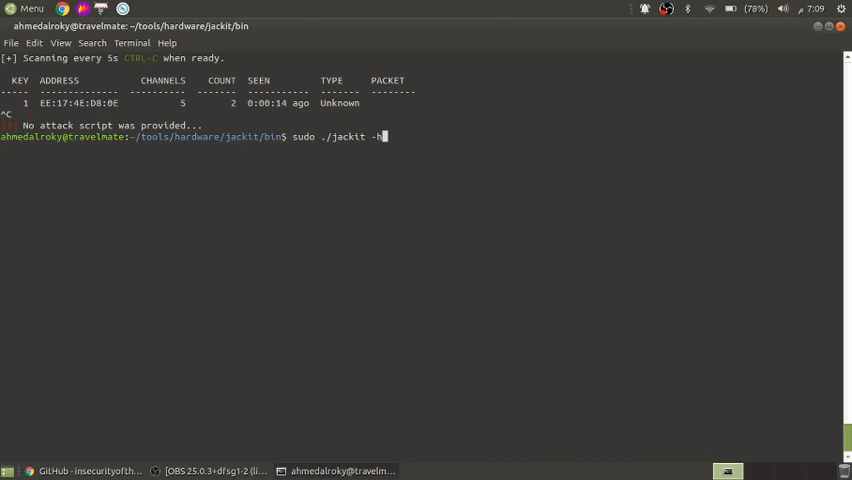 Menu
(78%)
7:09 م
ahmedalroky@travelmate: ~/tools/hardware/jackit/bin
File Edit View Search Terminal Help
[+] Scanning every 5s CTRL-C when ready.
KEY ADDRESS CHANNELS COUNT SEEN TYPE PACKET
----- --------------- ---------- ------- ----------- ------- --------
1 EE:17:4E:D8:0E 5 2 0:00:14 ago Unknown
^C
[!] No attack script was provided...
ahmedalroky@travelmate:~/tools/hardware/jackit/bin$ sudo ./jackit -h
GitHub - insecurityofth... [OBS 25.0.3+dfsg1-2 (li... ahmedalroky@travelm...